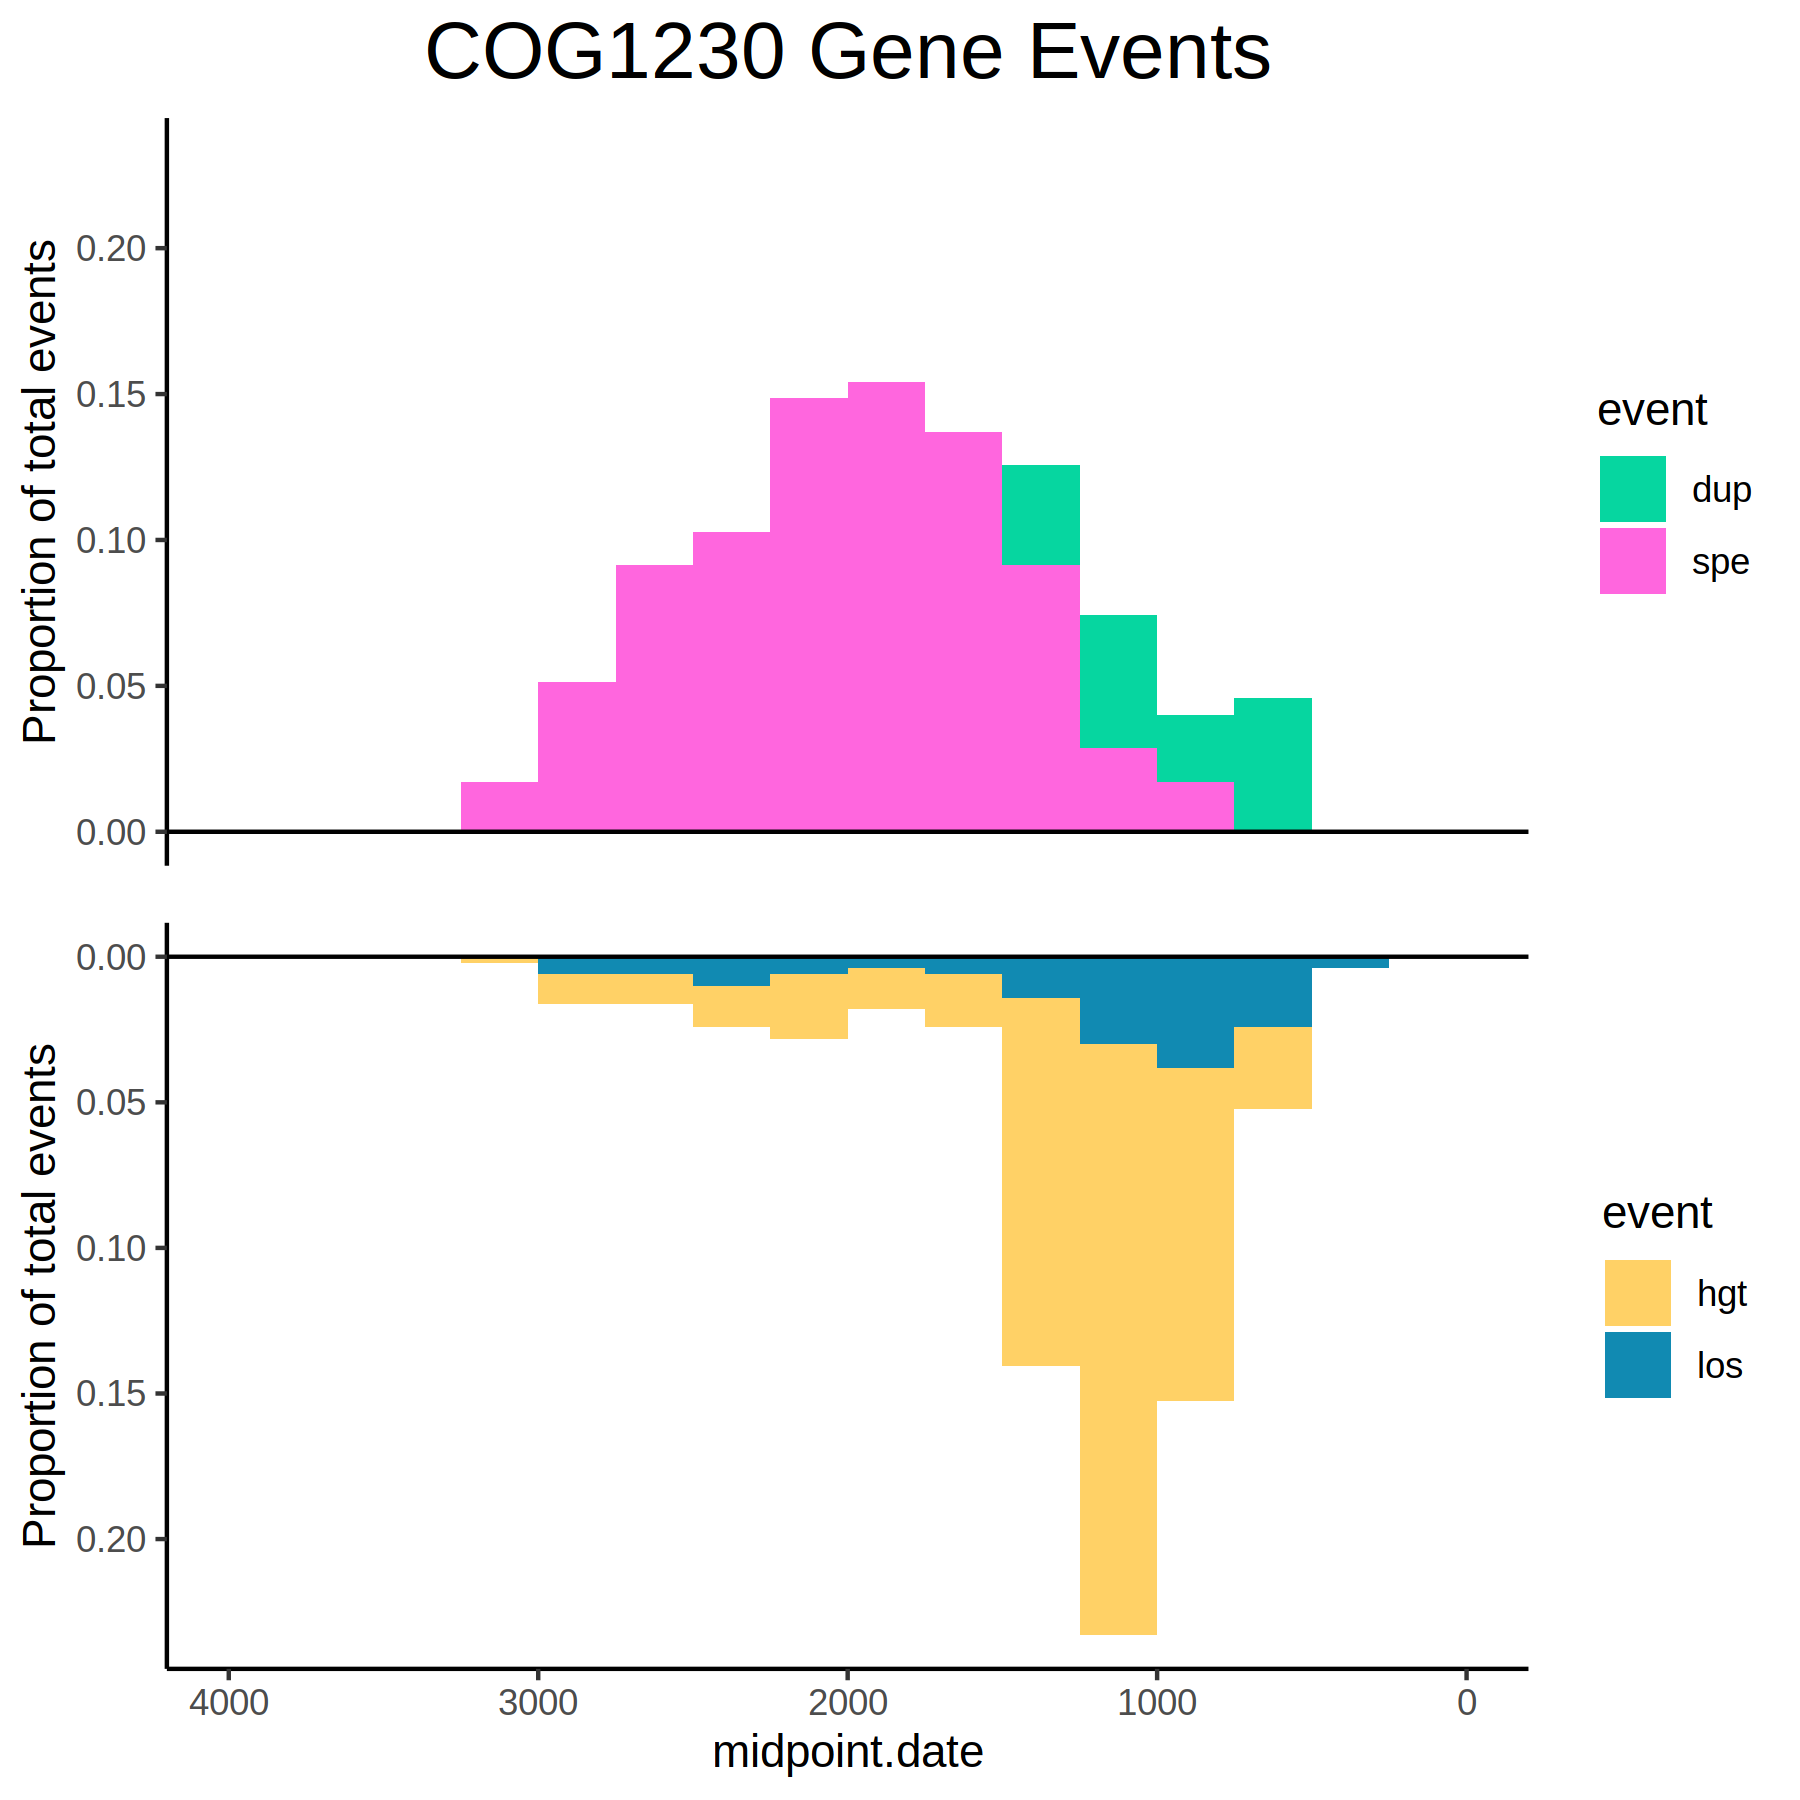 COG1230 Gene Events
Proportion of total events
0.20
0.15
0.10
0.05
0.00
event
dup
spe
Proportion of total events
0.00
0.05
0.10
0.15
0.20
event
hgt
los
4000 3000 2000 1000 0
midpoint.date